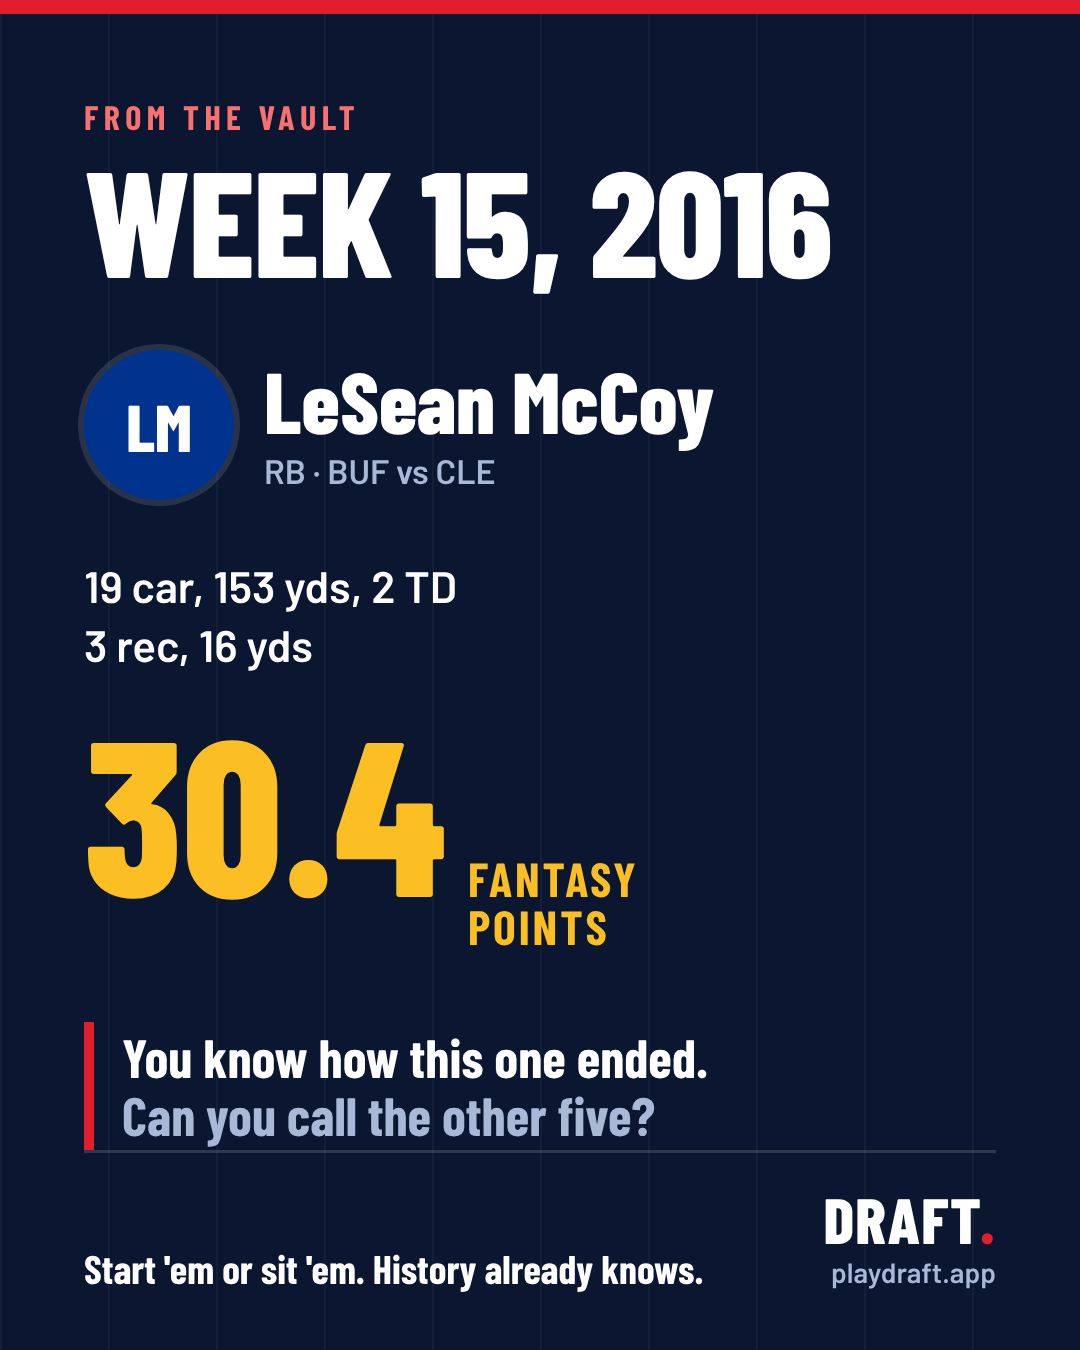 FROM THE VAULT
WEEK 15, 2016
LM
LeSean McCoy
RB · BUF vs CLE
19 car, 153 yds, 2 TD
3 rec, 16 yds
30.4
FANTASY
POINTS
You know how this one ended.
Can you call the other five?
Start 'em or sit 'em. History already knows.
DRAFT.
playdraft.app